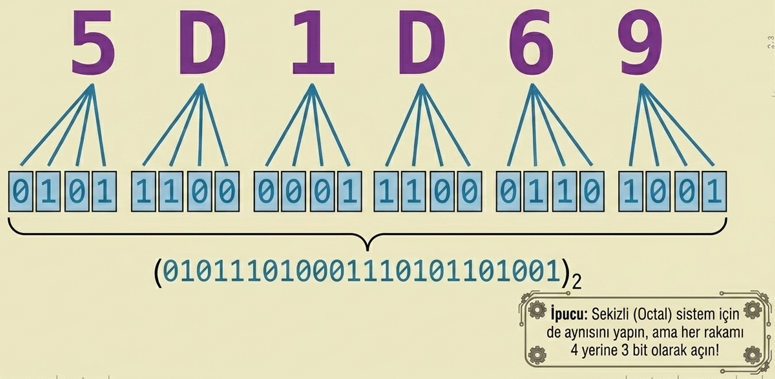 5 D 1 D 6 9
0101 1100 0001 1100 0110 1001
(010111010001110101101001)2
İpucu: Sekizli (Octal) sistem için
de aynısını yapın, ama her rakamı
4 yerine 3 bit olarak açın!